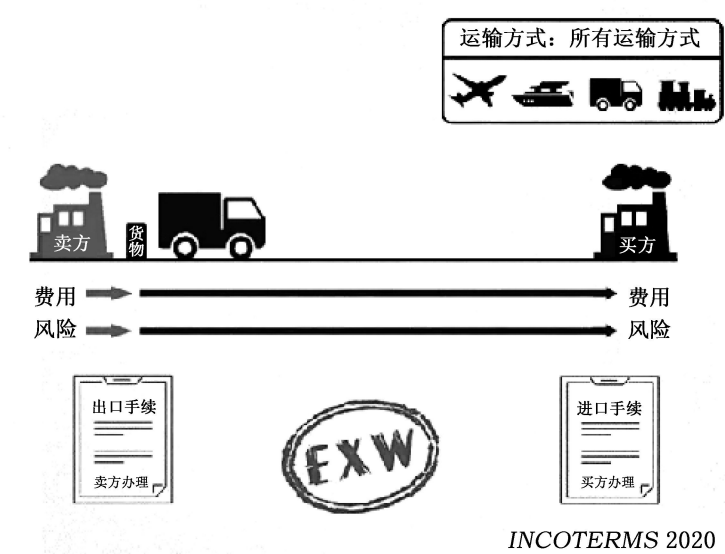 运输方式：所有运输方式
卖方
货物
买方
费用
费用
风险
风险
出口手续
卖方办理
EXW
进口手续
买方办理
INCOTERMS 2020